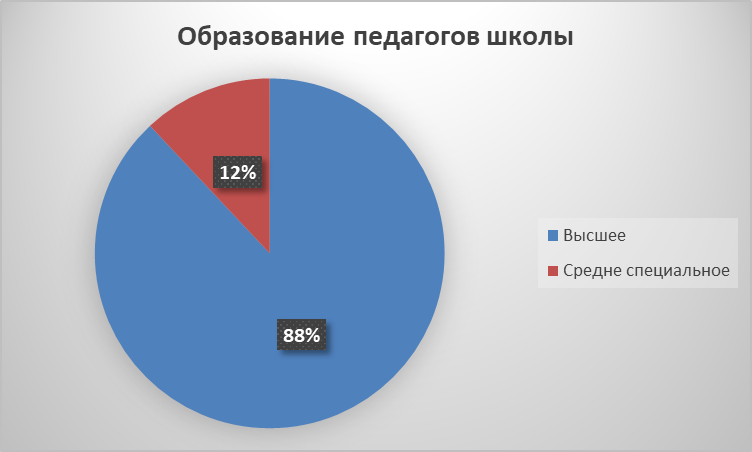 Образование педагогов школы
12%
88%
Высшее
Средне специальное